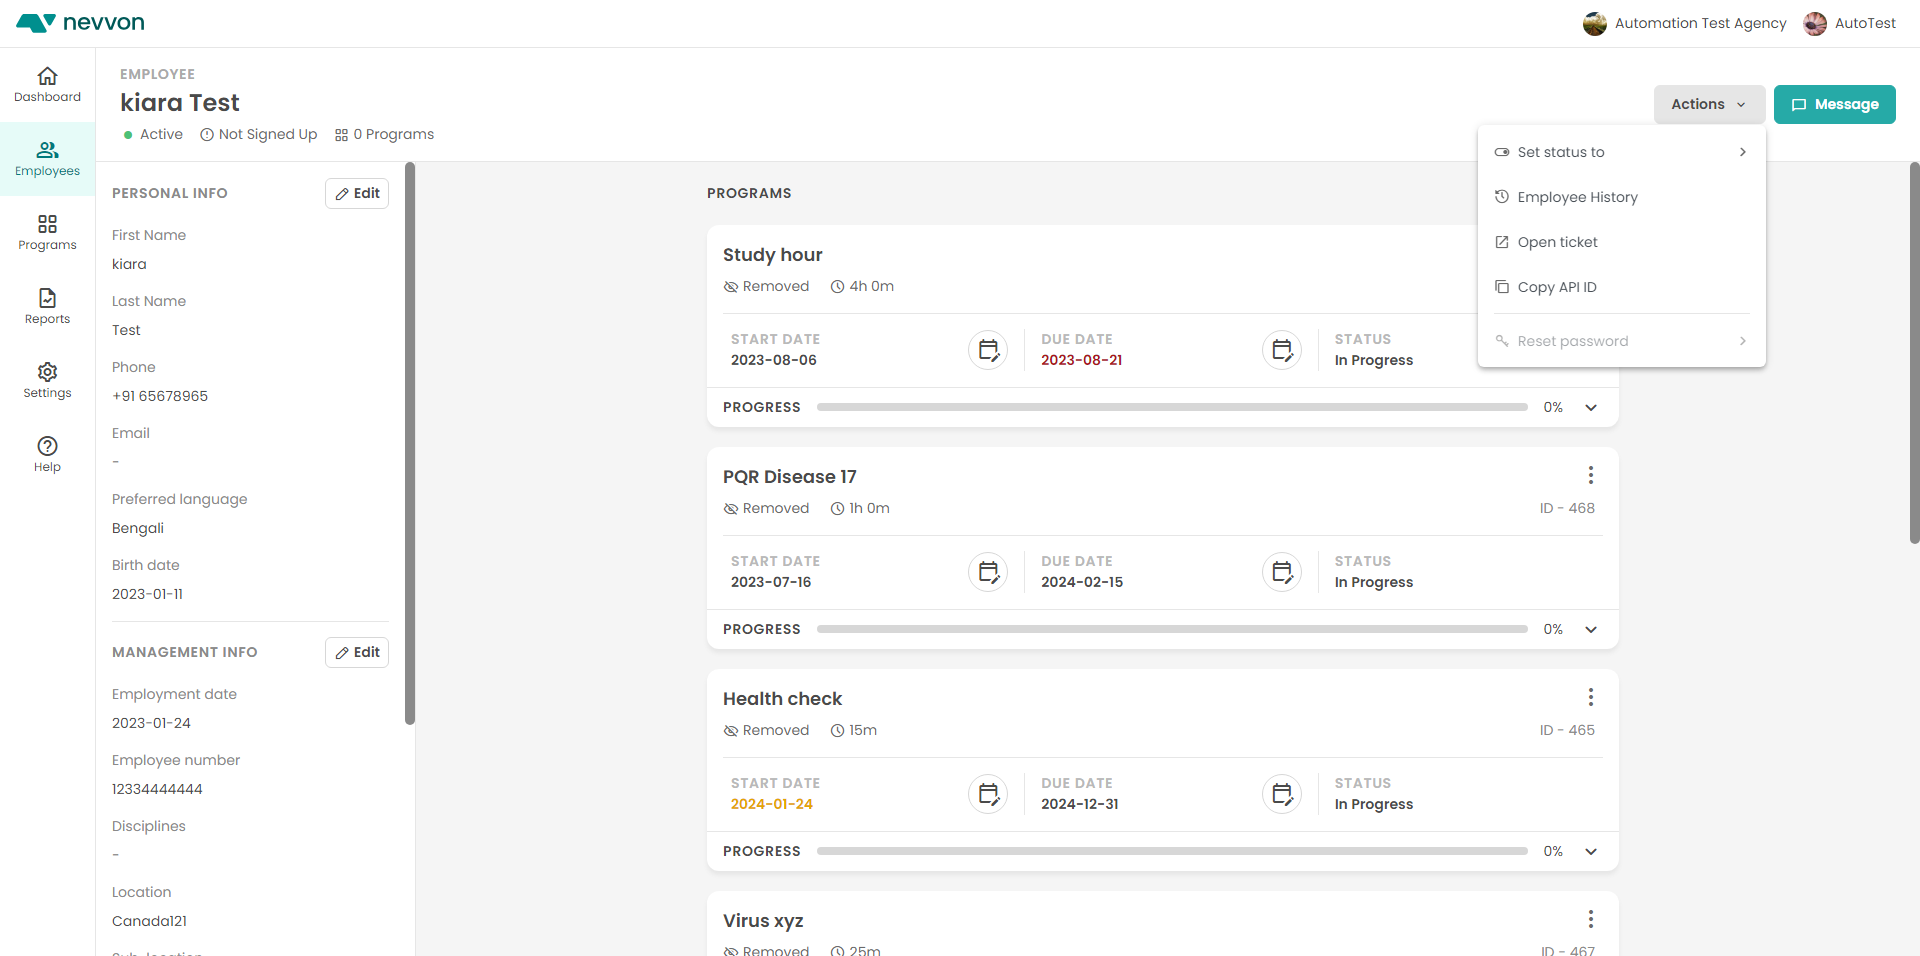 nevvon
Automation Test Agency
AutoTest
Dashboard
Employees
Programs
Reports
Settings
Help
EMPLOYEE
kiara Test
Active
Not Signed Up
0 Programs
Actions
Message
Set status to
Employee History
Open ticket
Copy API ID
Reset password
PERSONAL INFO
Edit
First Name
kiara
Last Name
Test
Phone
+91 65678965
Email
-
Preferred language
Bengali
Birth date
2023-01-11
MANAGEMENT INFO
Edit
Employment date
2023-01-24
Employee number
12334444444
Disciplines
-
Location
Canada121
Sub-location
PROGRAMS
Study hour
Removed
4h 0m
START DATE
2023-08-06
DUE DATE
2023-08-21
STATUS
In Progress
PROGRESS
0%
PQR Disease 17
Removed
1h 0m
ID - 468
START DATE
2023-07-16
DUE DATE
2024-02-15
STATUS
In Progress
PROGRESS
0%
Health check
Removed
15m
ID - 465
START DATE
2024-01-24
DUE DATE
2024-12-31
STATUS
In Progress
PROGRESS
0%
Virus xyz
Removed
25m
ID - 467